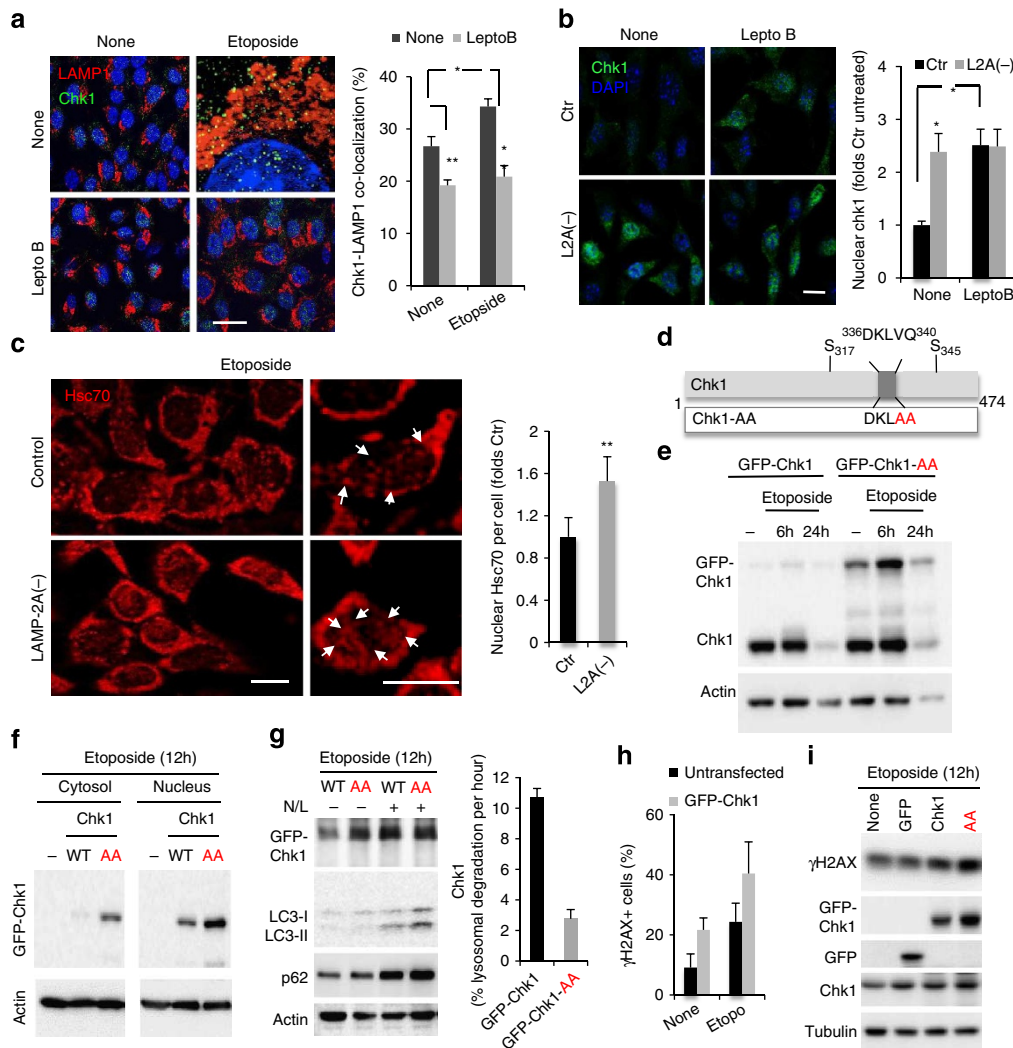 a
None
Etoposide
LAMP1
Chk1
None
Lepto B
None
LeptoB
Chk1-LAMP1 co-localization (%)
40
30
20
10
0
*
**
*
*
None
Etopside
b
None
Lepto B
Chk1
DAPI
Ctr
L2A(–)
Ctr
L2A(–)
Nuclear chk1 (folds Ctr untreated)
4
3
2
1
0
*
*
None
LeptoB
c
Etoposide
Hsc70
Control
LAMP-2A(–)
Nuclear Hsc70 per cell (folds Ctr)
2
1.6
1.2
0.8
0.4
0
**
Ctr
L2A(–)
d
336DKLVQ340
S317
S345
Chk1
1
474
Chk1-AA
DKLAA
e
GFP-Chk1
GFP-Chk1-AA
Etoposide
Etoposide
– 6h 24h
– 6h 24h
GFP-
Chk1
Chk1
Actin
f
Etoposide (12h)
Cytosol
Nucleus
Chk1
Chk1
– WT AA
– WT AA
GFP-Chk1
Actin
g
Etoposide (12h)
WT AA WT AA
N/L – – + +
GFP-
Chk1
LC3-I
LC3-II
p62
Actin
Chk1
(% lysosomal degradation per hour)
12
10
8
6
4
2
0
GFP-Chk1
GFP-Chk1-AA
h
Untransfected
GFP-Chk1
γH2AX+ cells (%)
60
40
20
0
None
Etopo
i
Etoposide (12h)
None
GFP
Chk1
AA
γH2AX
GFP-
Chk1
GFP
Chk1
Tubulin